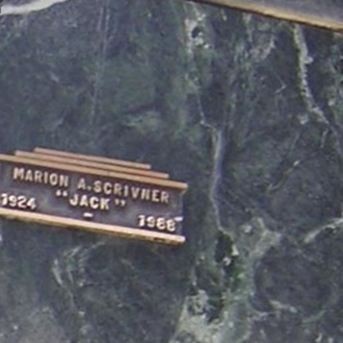 MARION A. SCRIVNER
"JACK"
1924 - 1988